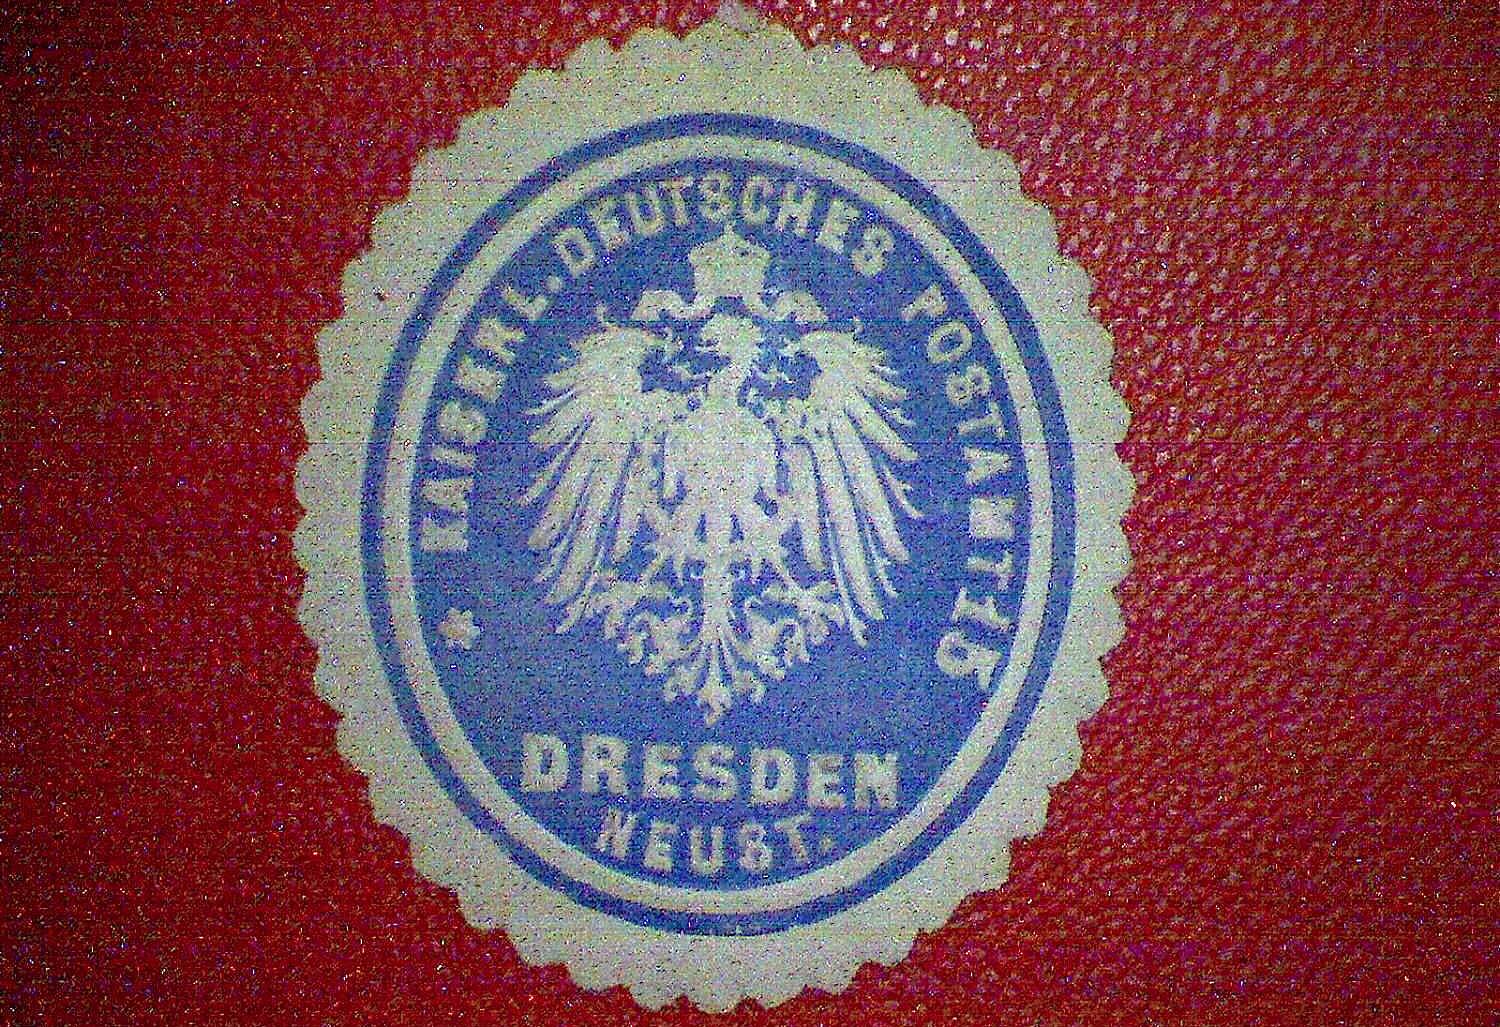 KAISERL. DEUTSCHES POSTAMT 15
DRESDEN
NEUST.